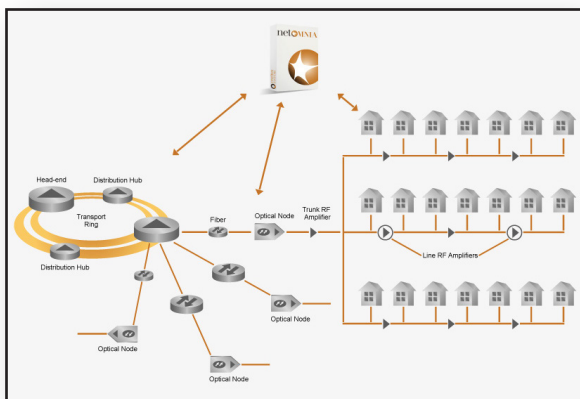 netOMNIA
Head-end
Distribution Hub
Transport
Ring
Distribution Hub
Fiber
Optical Node
Trunk RF
Amplifier
Line RF Amplifiers
Optical Node
Optical Node
Optical Node